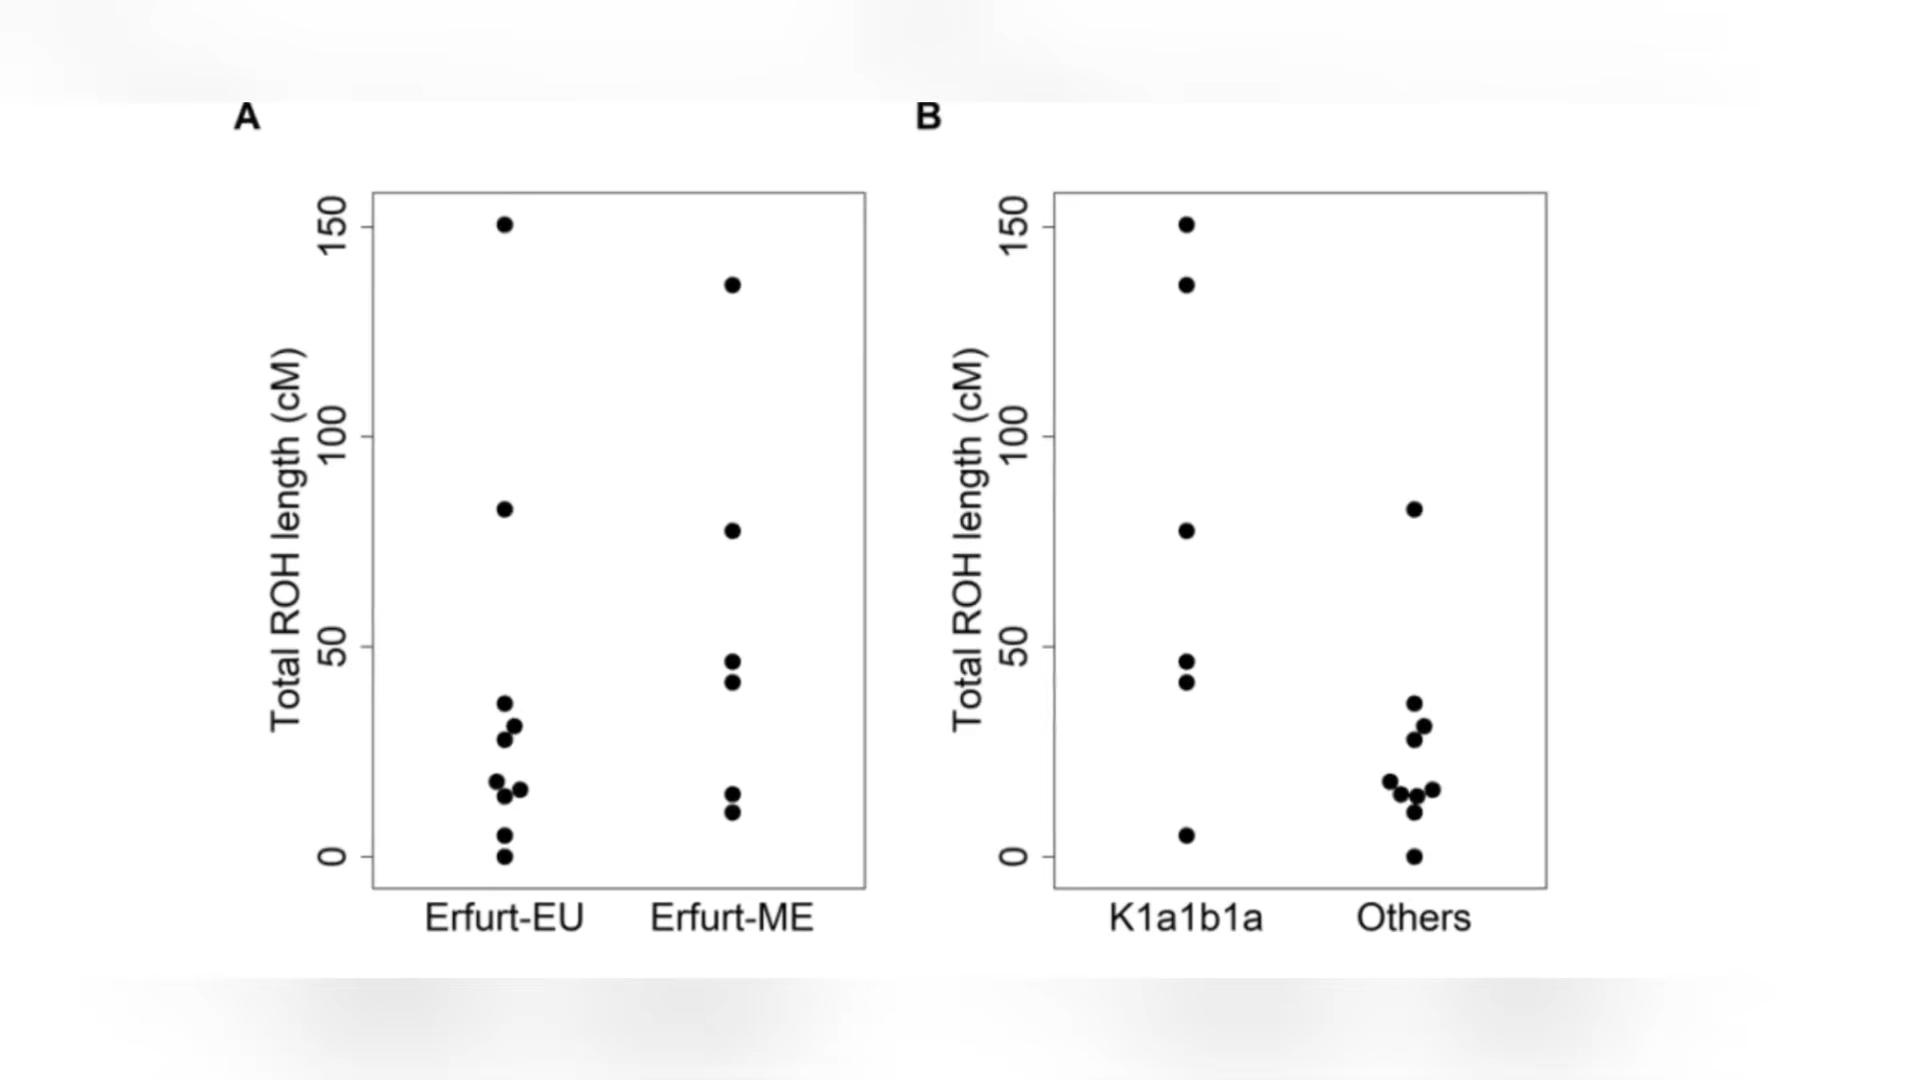 A
Total ROH length (cM)
150
100
50
0
Erfurt-EU
Erfurt-ME
B
Total ROH length (cM)
150
100
50
0
K1a1b1a
Others